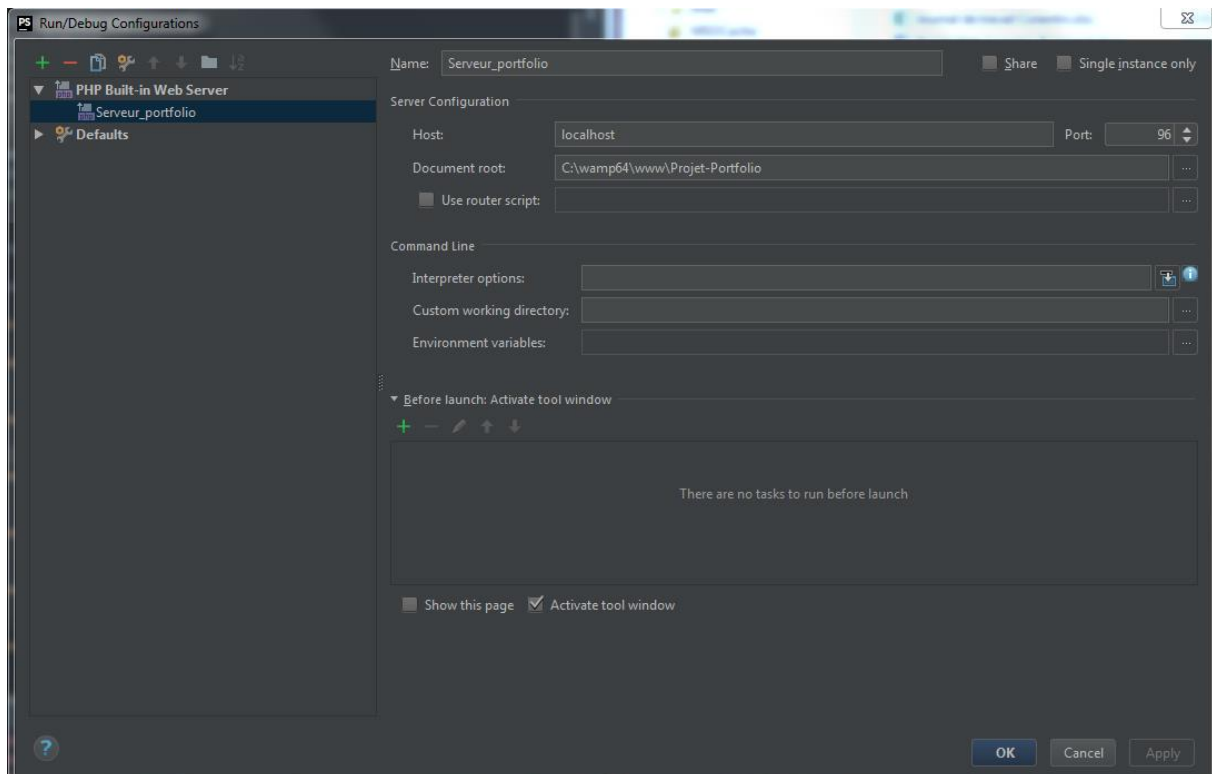 PS Run/Debug Configurations
Name: Serveur_portfolio Share Single instance only
PHP Built-in Web Server
Serveur_portfolio
Defaults
Server Configuration
Host: localhost Port: 96
Document root: C:\wamp64\www\Projet-Portfolio ...
Use router script: ...
Command Line
Interpreter options:
Custom working directory: ...
Environment variables: ...
Before launch: Activate tool window
There are no tasks to run before launch
Show this page Activate tool window
? OK Cancel Apply